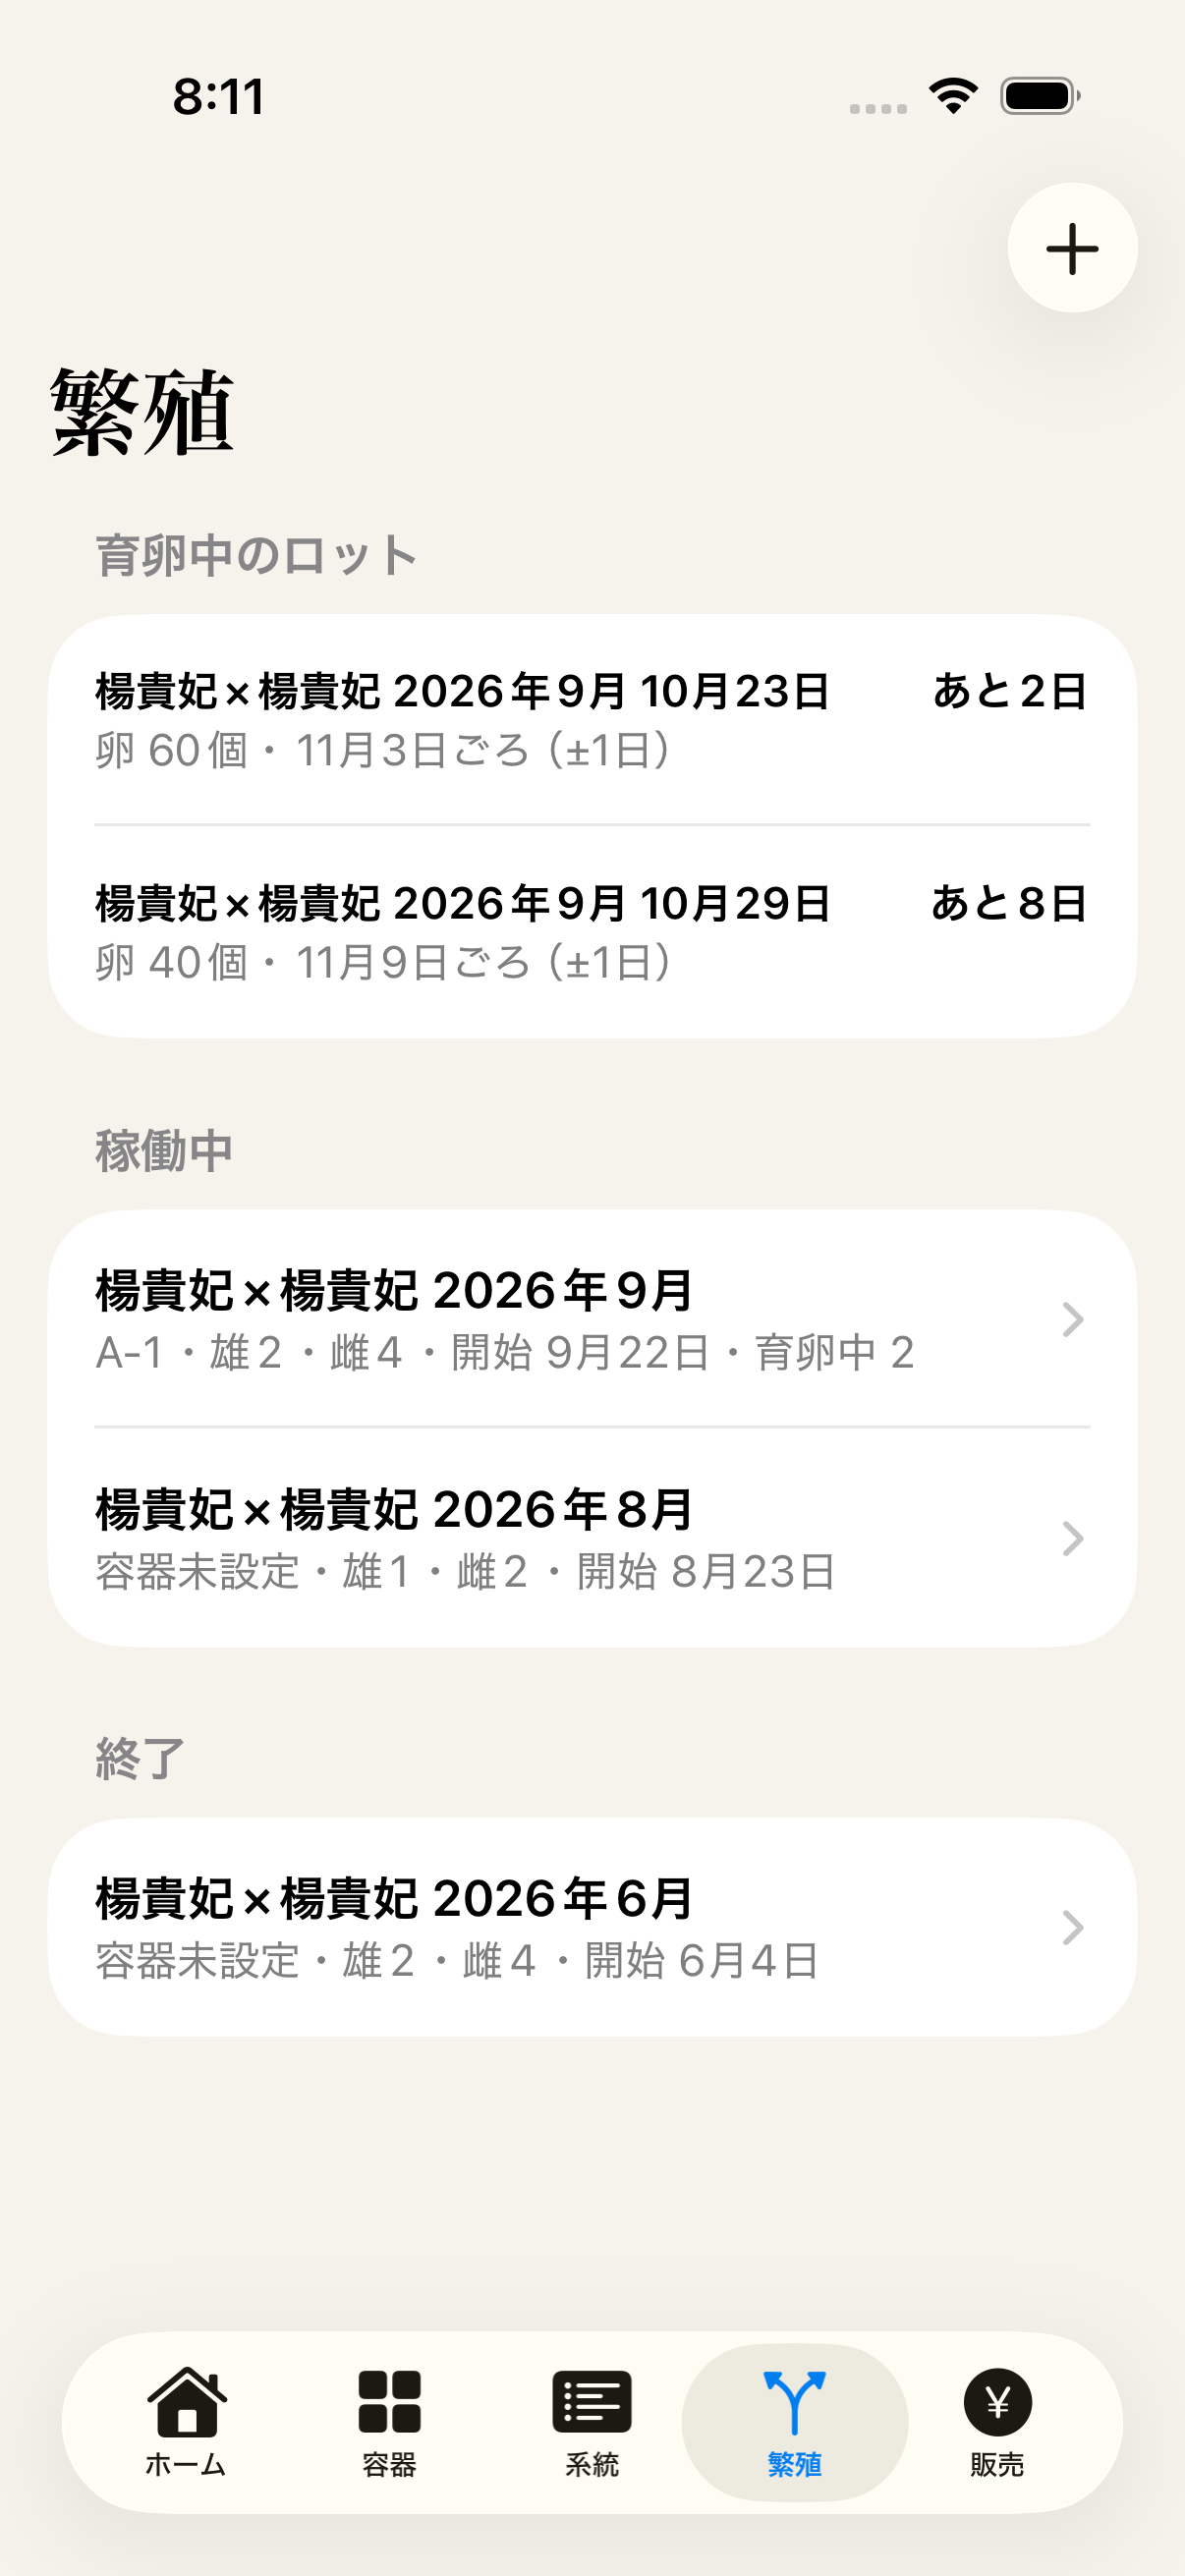 8:11
繁殖
育卵中のロット
楊貴妃×楊貴妃 2026年9月 10月23日 あと2日
卵 60個・11月3日ごろ（±1日）
楊貴妃×楊貴妃 2026年9月 10月29日 あと8日
卵 40個・11月9日ごろ（±1日）
稼働中
楊貴妃×楊貴妃 2026年9月
A-1・雄2・雌4・開始 9月22日・育卵中 2
楊貴妃×楊貴妃 2026年8月
容器未設定・雄1・雌2・開始 8月23日
終了
楊貴妃×楊貴妃 2026年6月
容器未設定・雄2・雌4・開始 6月4日
ホーム 容器 系統 繁殖 販売